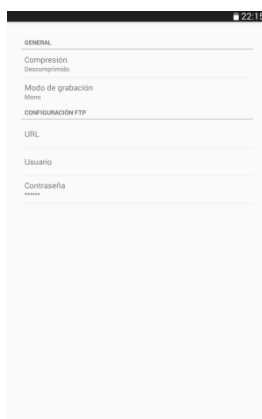 22:15
GENERAL
Compresión
Descomprimido
Modo de grabación
Mono
CONFIGURACIÓN FTP
URL
Usuario
Contraseña
******